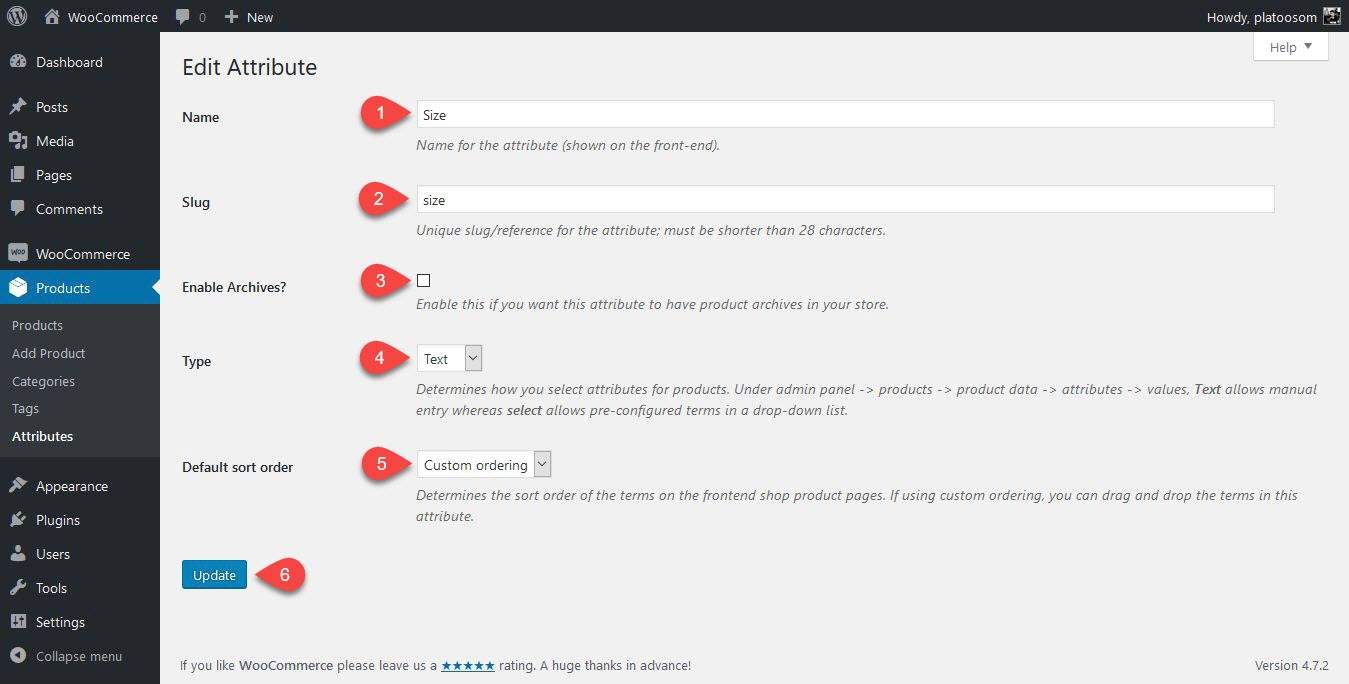 WooCommerce 0 New Howdy, platoosom
Help
Dashboard
Posts
Media
Pages
Comments
WOO WooCommerce
Products
Products
Add Product
Categories
Tags
Attributes
Appearance
Plugins
Users
Tools
Settings
Collapse menu
Edit Attribute
Name 1 Size
Name for the attribute (shown on the front-end).
Slug 2 size
Unique slug/reference for the attribute; must be shorter than 28 characters.
Enable Archives? 3
Enable this if you want this attribute to have product archives in your store.
Type 4 Text
Determines how you select attributes for products. Under admin panel -> products -> product data -> attributes -> values, Text allows manual
entry whereas select allows pre-configured terms in a drop-down list.
Default sort order 5 Custom ordering
Determines the sort order of the terms on the frontend shop product pages. If using custom ordering, you can drag and drop the terms in this
attribute.
Update 6
If you like WooCommerce please leave us a ★★★★★ rating. A huge thanks in advance! Version 4.7.2